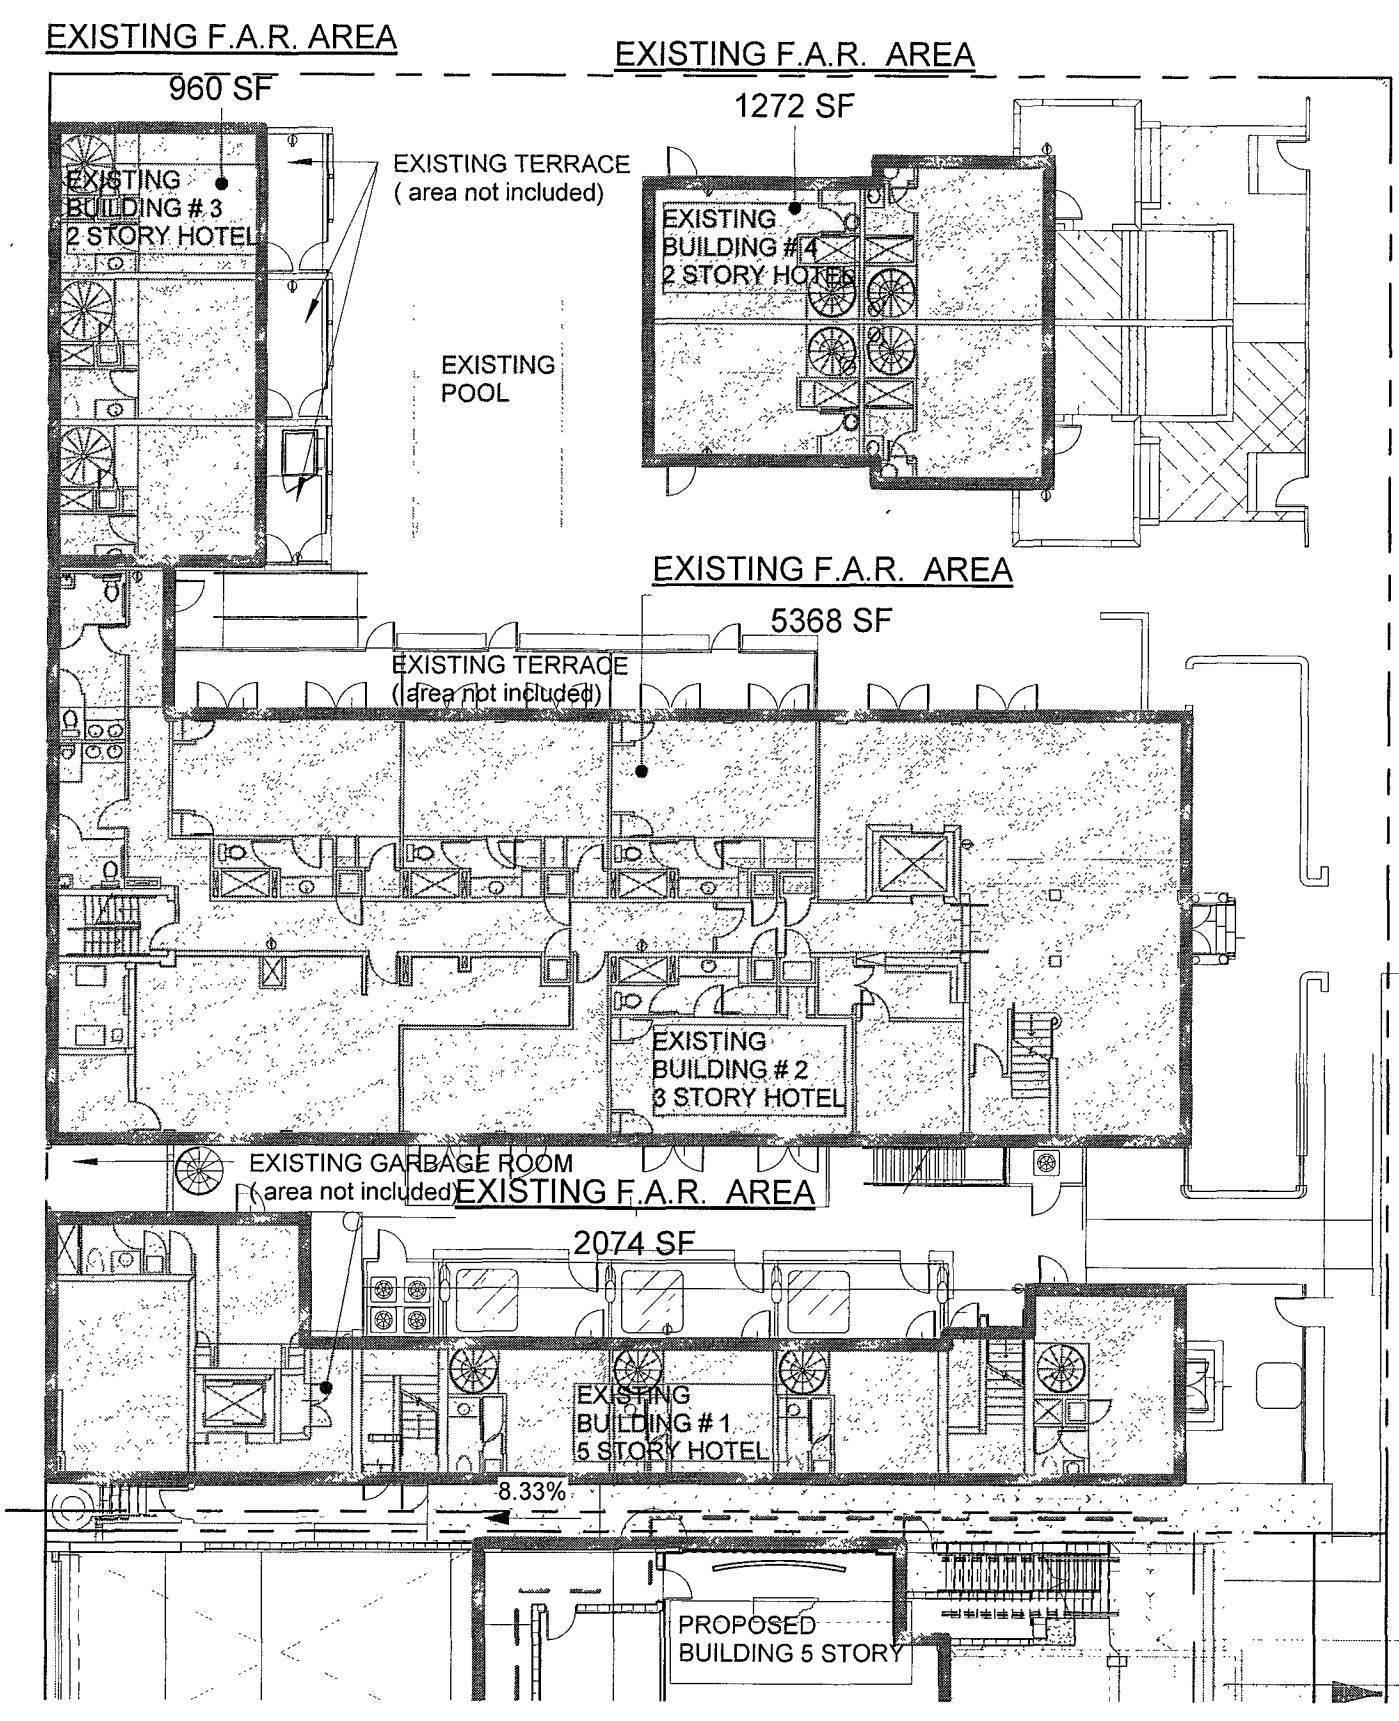 EXISTING F.A.R. AREA
960 SF
EXISTING F.A.R. AREA
1272 SF
EXISTING TERRACE
( area not included)
EXISTING
BUILDING # 3
2 STORY HOTEL
EXISTING
BUILDING # 4
2 STORY HOTEL
EXISTING
POOL
EXISTING F.A.R. AREA
5368 SF
EXISTING TERRACE
( area not included)
EXISTING
BUILDING # 2
3 STORY HOTEL
EXISTING GARBAGE ROOM
( area not included)
EXISTING F.A.R. AREA
2074 SF
EXISTING
BUILDING # 1
5 STORY HOTEL
8.33%
PROPOSED
BUILDING 5 STORY